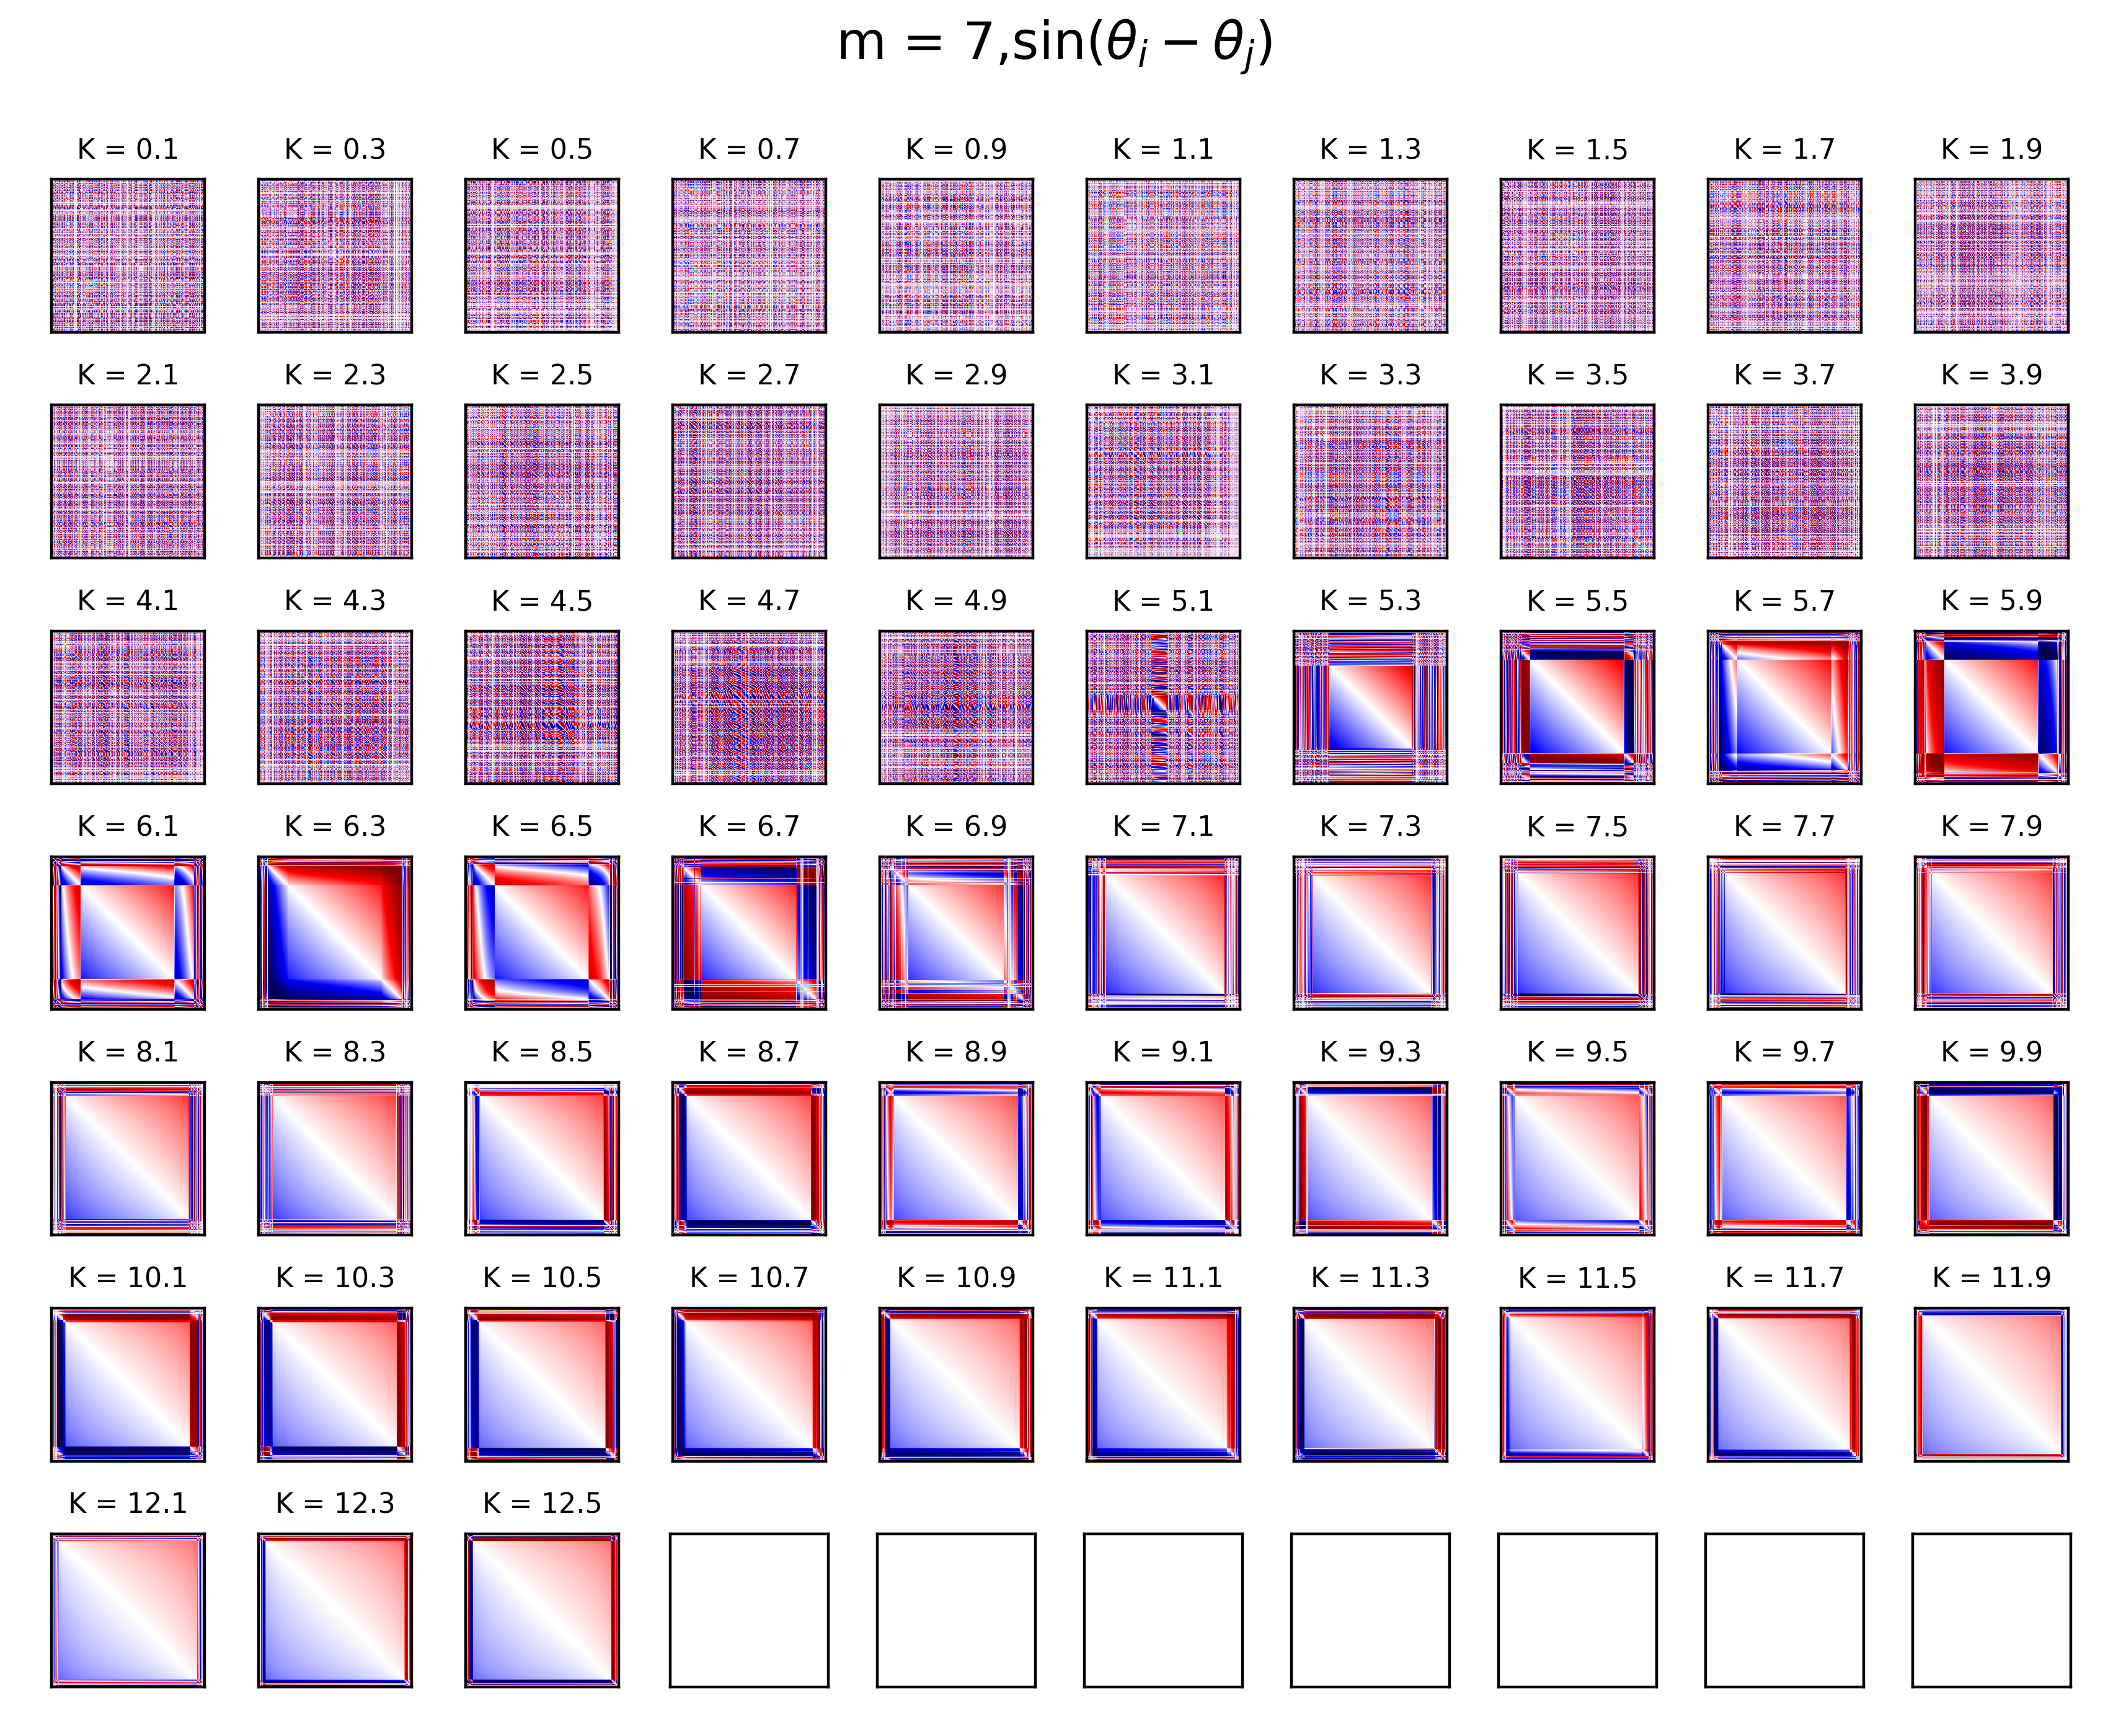 m = 7,sin(θ_i − θ_j)
K = 0.1 K = 0.3 K = 0.5 K = 0.7 K = 0.9 K = 1.1 K = 1.3 K = 1.5 K = 1.7 K = 1.9
K = 2.1 K = 2.3 K = 2.5 K = 2.7 K = 2.9 K = 3.1 K = 3.3 K = 3.5 K = 3.7 K = 3.9
K = 4.1 K = 4.3 K = 4.5 K = 4.7 K = 4.9 K = 5.1 K = 5.3 K = 5.5 K = 5.7 K = 5.9
K = 6.1 K = 6.3 K = 6.5 K = 6.7 K = 6.9 K = 7.1 K = 7.3 K = 7.5 K = 7.7 K = 7.9
K = 8.1 K = 8.3 K = 8.5 K = 8.7 K = 8.9 K = 9.1 K = 9.3 K = 9.5 K = 9.7 K = 9.9
K = 10.1 K = 10.3 K = 10.5 K = 10.7 K = 10.9 K = 11.1 K = 11.3 K = 11.5 K = 11.7 K = 11.9
K = 12.1 K = 12.3 K = 12.5